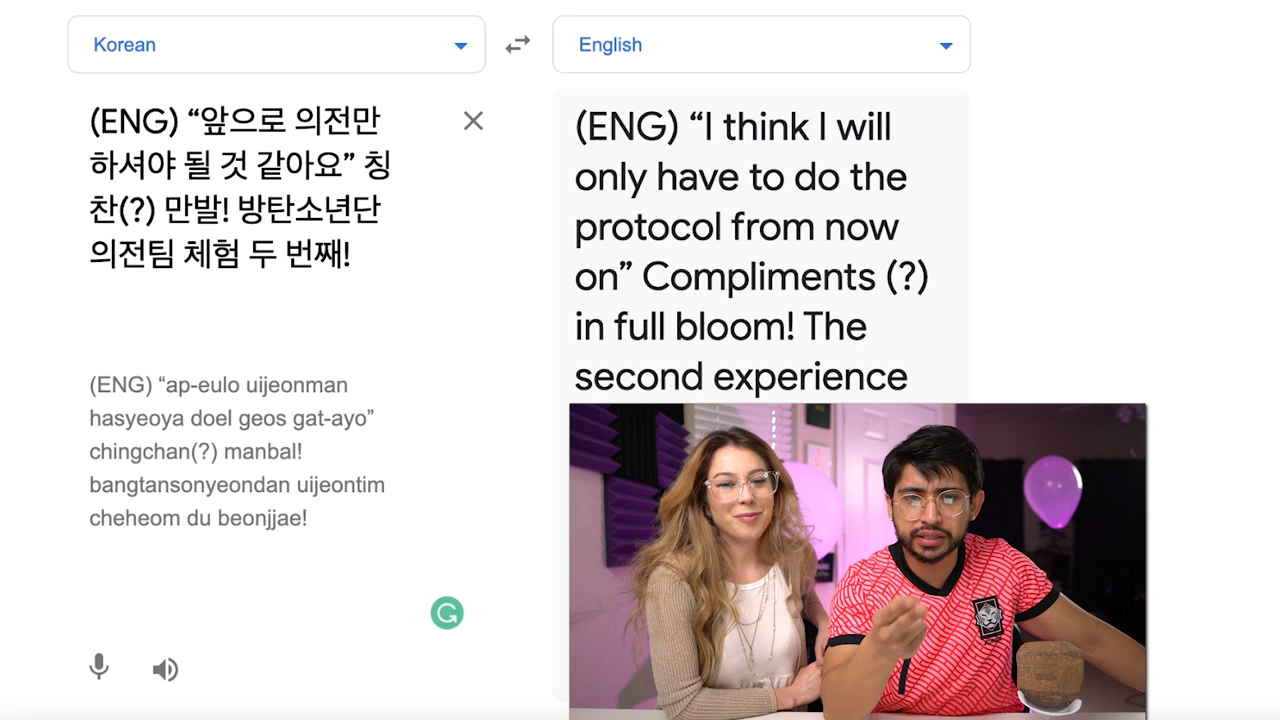 Korean
English
(ENG) “앞으로 의전만
하셔야 될 것 같아요” 칭
찬(?) 만발! 방탄소년단
의전팀 체험 두 번째!
(ENG) “ap-eulo uijeonman
hasyeoya doel geos gat-ayo”
chingchan(?) manbal!
bangtansonyeondan uijeontim
cheheom du beonjjae!
(ENG) “I think I will
only have to do the
protocol from now
on” Compliments (?)
in full bloom! The
second experience